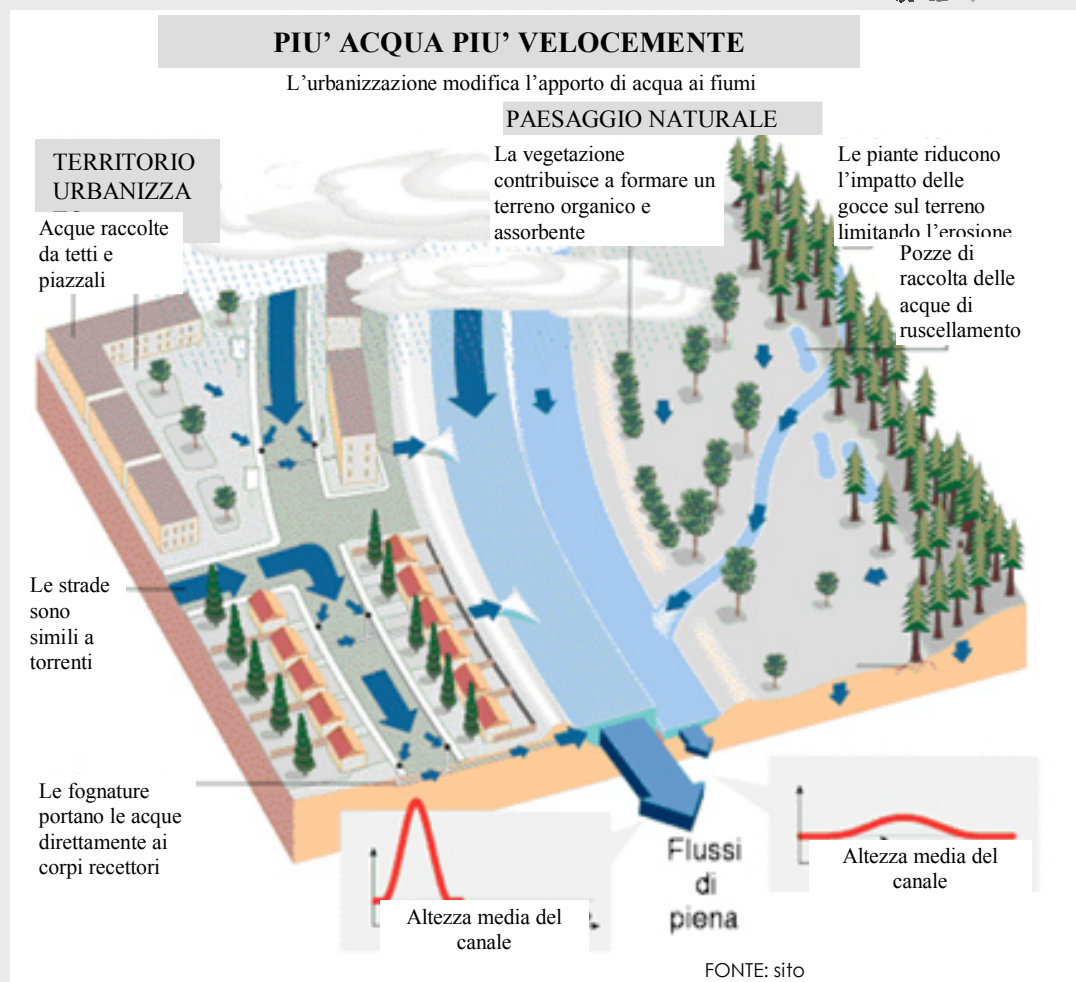 PIU’ ACQUA PIU’ VELOCEMENTE
L’urbanizzazione modifica l’apporto di acqua ai fiumi
TERRITORIO
URBANIZZA
Acque raccolte
da tetti e
piazzali
PAESAGGIO NATURALE
La vegetazione
contribuisce a formare un
terreno organico e
assorbente
Le piante riducono
l’impatto delle
gocce sul terreno
limitando l’erosione
Pozze di
raccolta delle
acque di
ruscellamento
Le strade
sono
simili a
torrenti
Le fognature
portano le acque
direttamente ai
corpi recettori
Altezza media del
canale
Flussi
di
piena
Altezza media del
canale
FONTE: sito